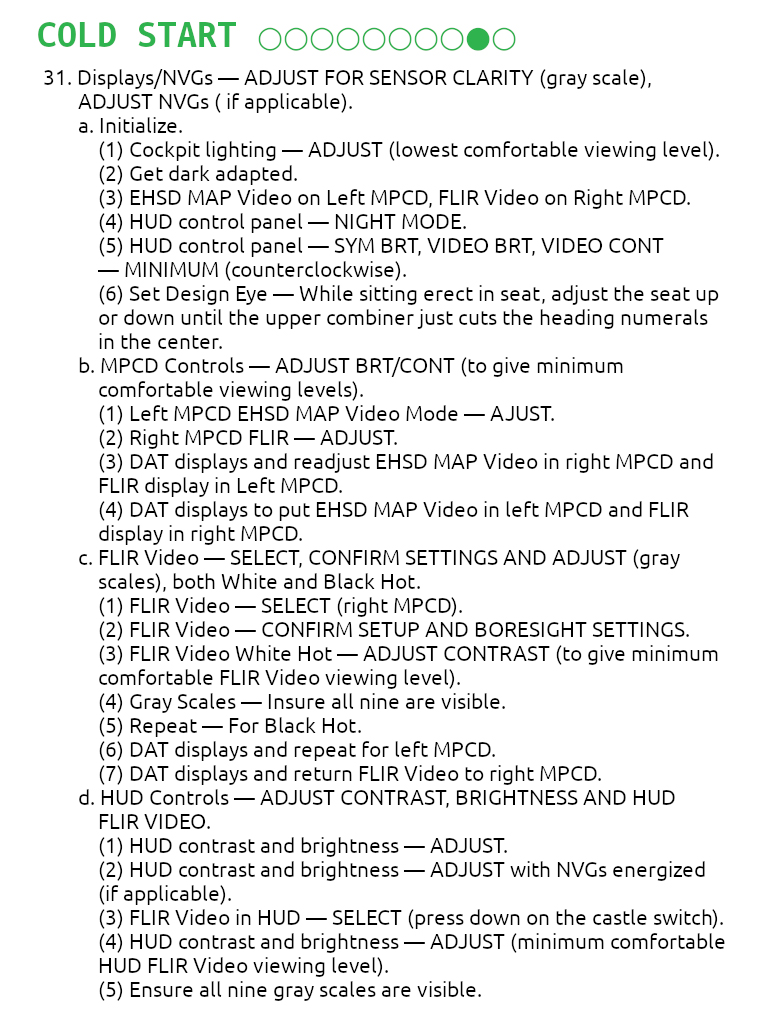 COLD START ○○○○○○○○●○
31. Displays/NVGs — ADJUST FOR SENSOR CLARITY (gray scale),
ADJUST NVGs ( if applicable).
a. Initialize.
(1) Cockpit lighting — ADJUST (lowest comfortable viewing level).
(2) Get dark adapted.
(3) EHSD MAP Video on Left MPCD, FLIR Video on Right MPCD.
(4) HUD control panel — NIGHT MODE.
(5) HUD control panel — SYM BRT, VIDEO BRT, VIDEO CONT
— MINIMUM (counterclockwise).
(6) Set Design Eye — While sitting erect in seat, adjust the seat up
or down until the upper combiner just cuts the heading numerals
in the center.
b. MPCD Controls — ADJUST BRT/CONT (to give minimum
comfortable viewing levels).
(1) Left MPCD EHSD MAP Video Mode — AJUST.
(2) Right MPCD FLIR — ADJUST.
(3) DAT displays and readjust EHSD MAP Video in right MPCD and
FLIR display in Left MPCD.
(4) DAT displays to put EHSD MAP Video in left MPCD and FLIR
display in right MPCD.
c. FLIR Video — SELECT, CONFIRM SETTINGS AND ADJUST (gray
scales), both White and Black Hot.
(1) FLIR Video — SELECT (right MPCD).
(2) FLIR Video — CONFIRM SETUP AND BORESIGHT SETTINGS.
(3) FLIR Video White Hot — ADJUST CONTRAST (to give minimum
comfortable FLIR Video viewing level).
(4) Gray Scales — Insure all nine are visible.
(5) Repeat — For Black Hot.
(6) DAT displays and repeat for left MPCD.
(7) DAT displays and return FLIR Video to right MPCD.
d. HUD Controls — ADJUST CONTRAST, BRIGHTNESS AND HUD
FLIR VIDEO.
(1) HUD contrast and brightness — ADJUST.
(2) HUD contrast and brightness — ADJUST with NVGs energized
(if applicable).
(3) FLIR Video in HUD — SELECT (press down on the castle switch).
(4) HUD contrast and brightness — ADJUST (minimum comfortable
HUD FLIR Video viewing level).
(5) Ensure all nine gray scales are visible.